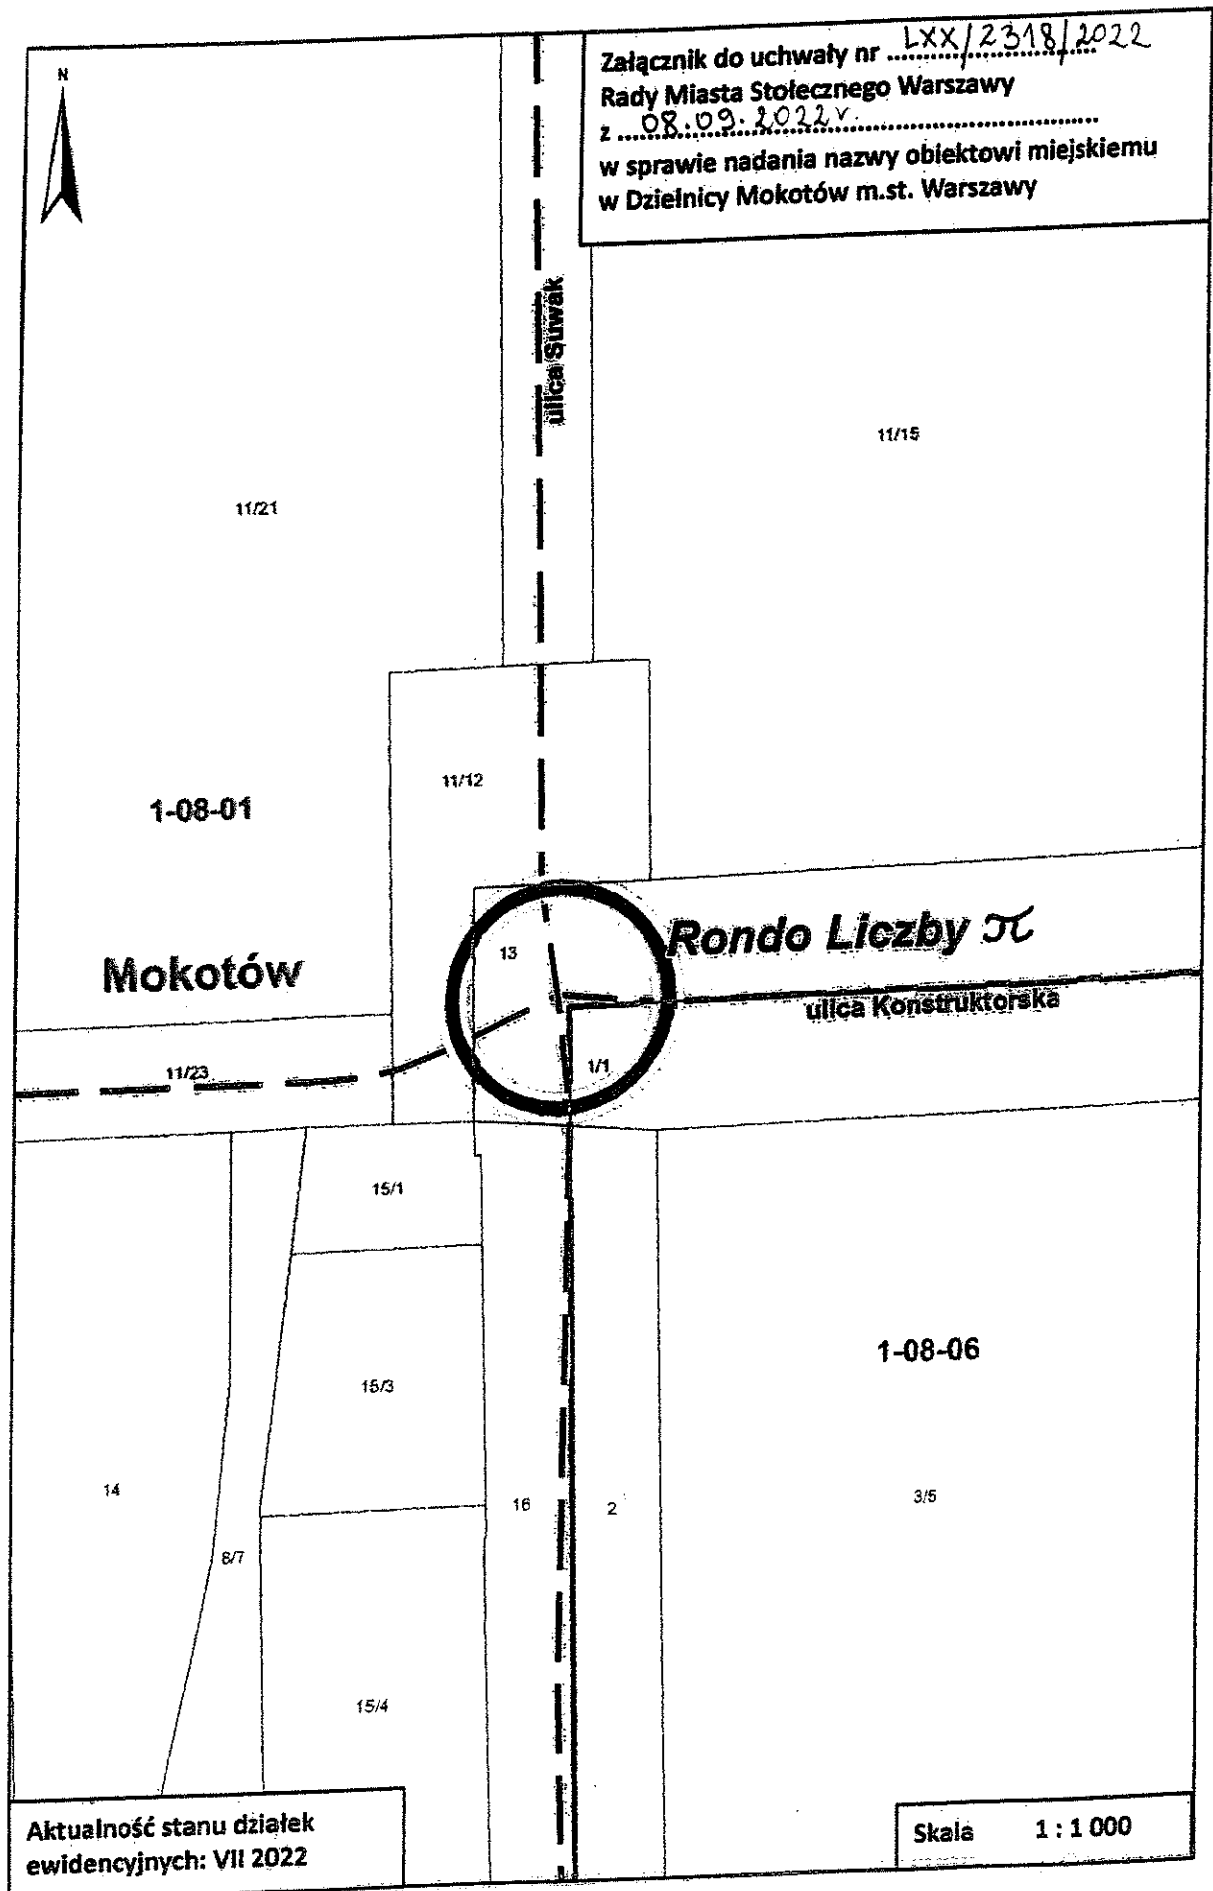 N
Załącznik do uchwały nr LXX/2318/2022
Rady Miasta Stołecznego Warszawy
z 08.09.2022 r.
w sprawie nadania nazwy obiektowi miejskiemu
w Dzielnicy Mokotów m.st. Warszawy
ulica Suwak
11/15
11/21
11/12
1-08-01
Rondo Liczby π
13
Mokotów
ulica Konstruktorska
11/23
1/1
15/1
1-08-06
15/3
14
16
2
3/5
8/7
15/4
Aktualność stanu działek
ewidencyjnych: VII 2022
Skala 1 : 1 000